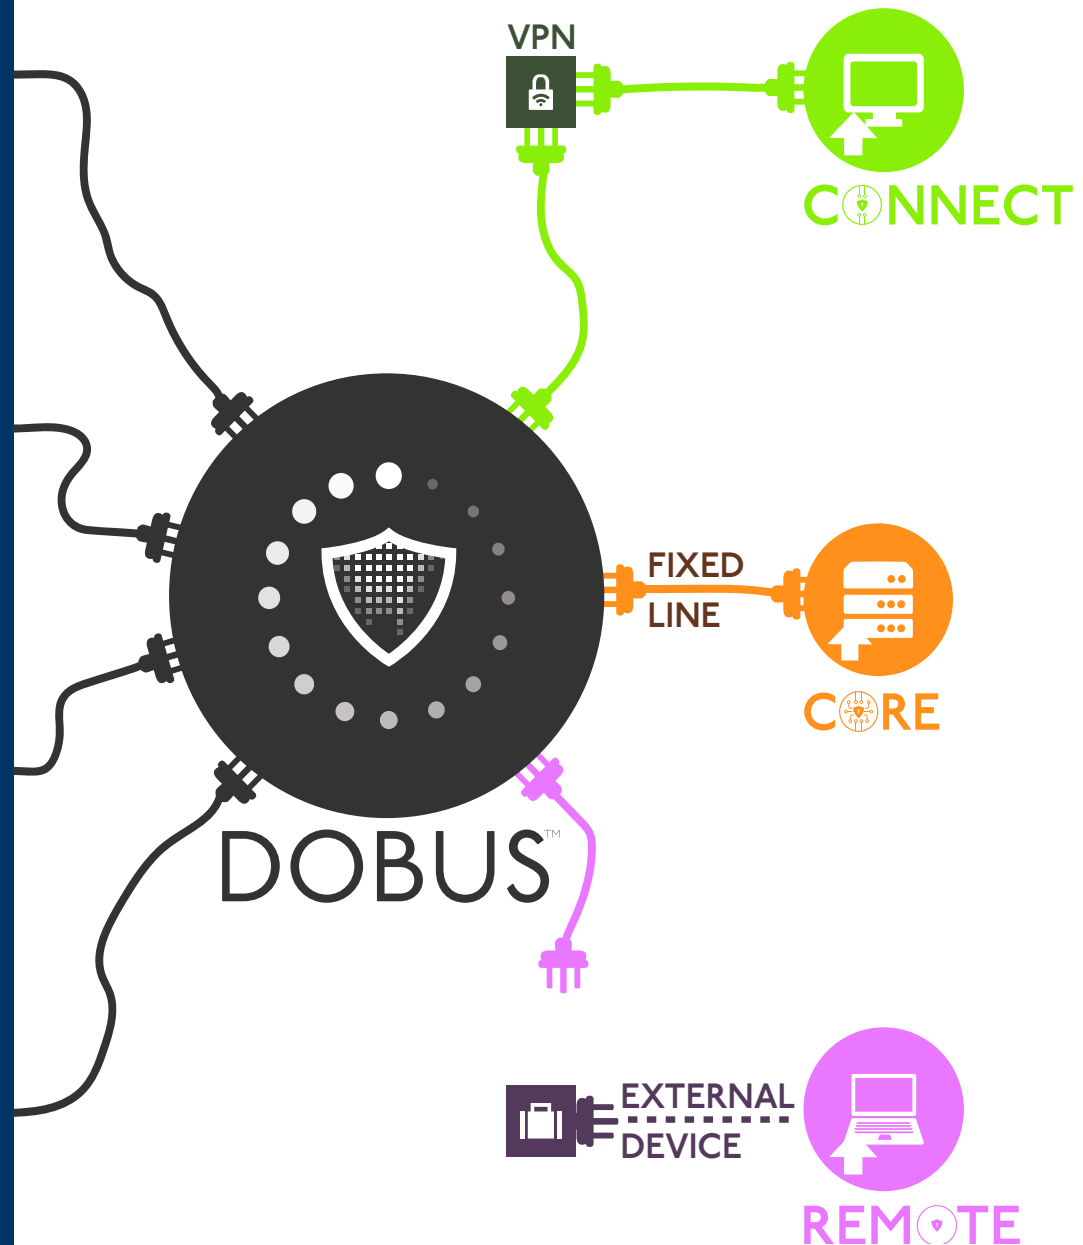 VPN
CONNECT
FIXED
LINE
CORE
DOBUS™
EXTERNAL
DEVICE
REMOTE